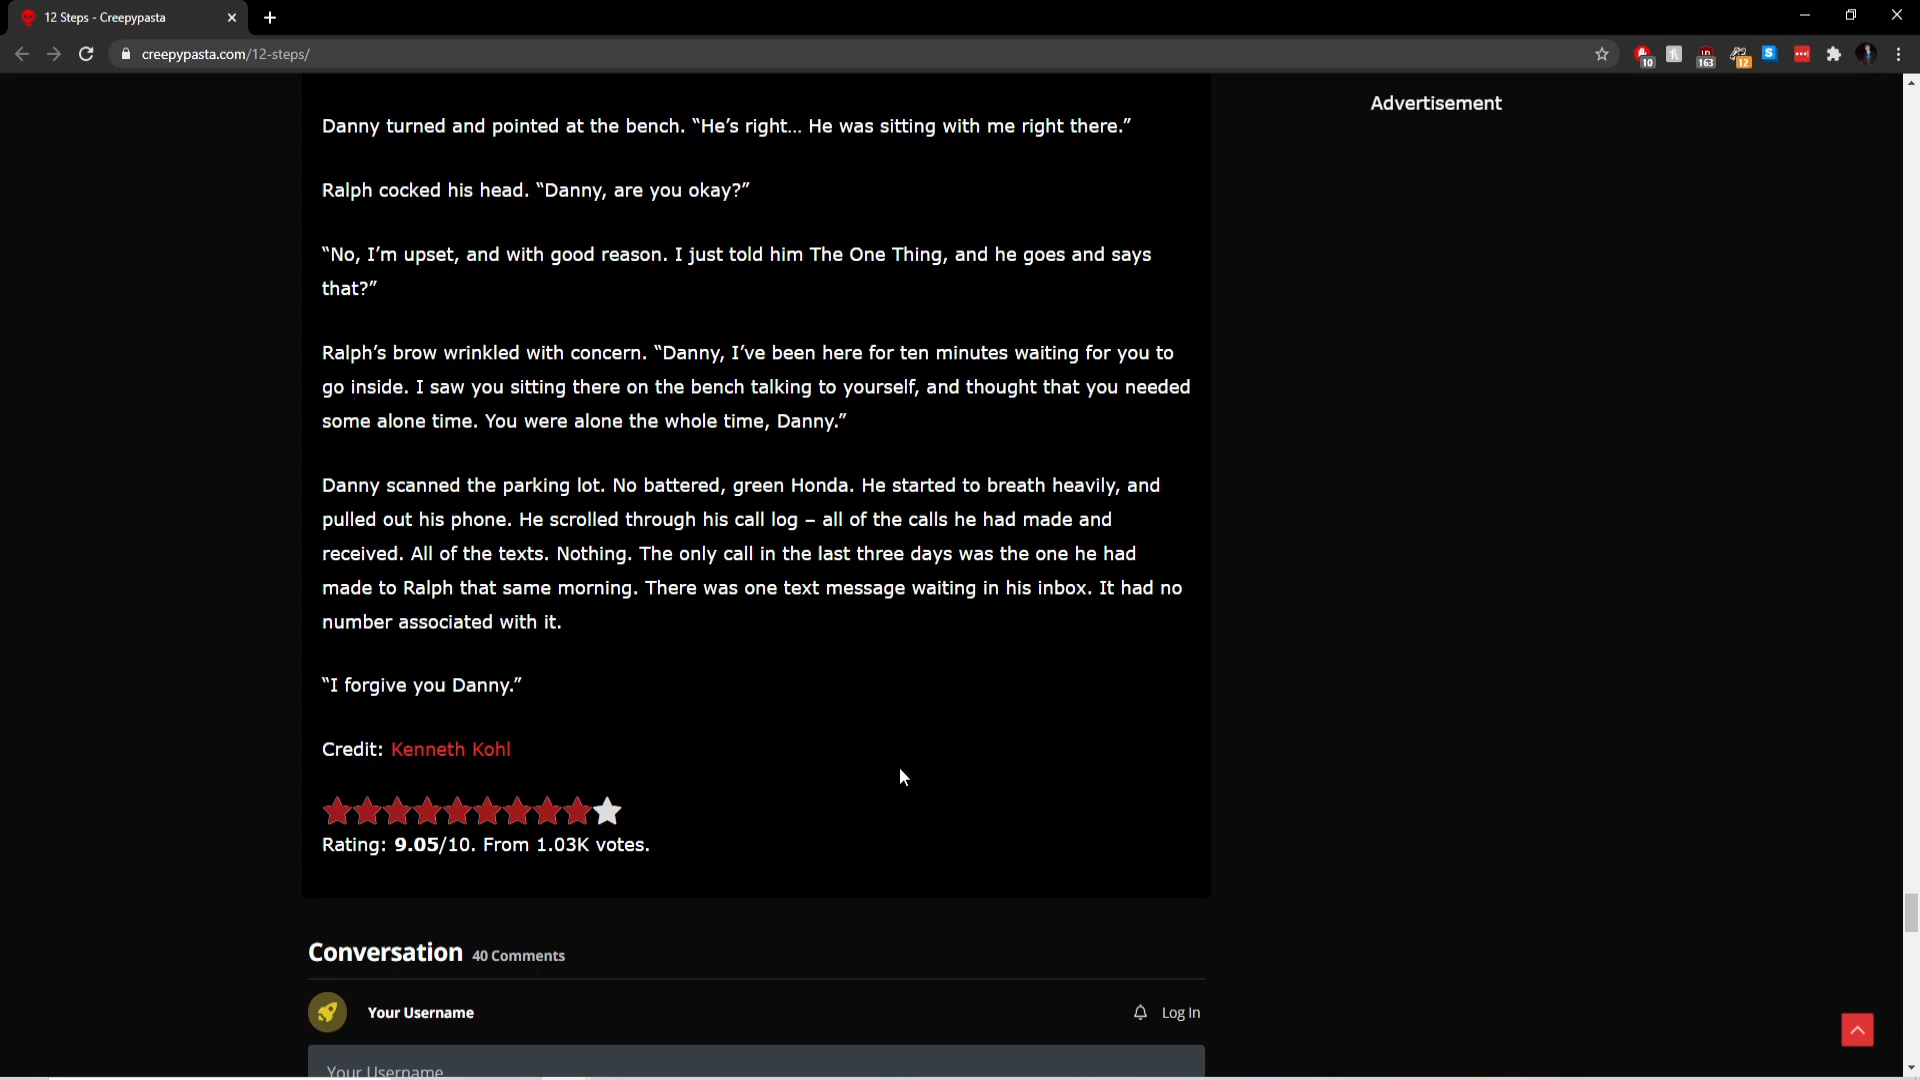 12 Steps - Creepypasta
creepypasta.com/12-steps/
10
163
12
S
Advertisement
Danny turned and pointed at the bench. “He’s right… He was sitting with me right there.”
Ralph cocked his head. “Danny, are you okay?”
“No, I’m upset, and with good reason. I just told him The One Thing, and he goes and says
that?”
Ralph’s brow wrinkled with concern. “Danny, I’ve been here for ten minutes waiting for you to
go inside. I saw you sitting there on the bench talking to yourself, and thought that you needed
some alone time. You were alone the whole time, Danny.”
Danny scanned the parking lot. No battered, green Honda. He started to breath heavily, and
pulled out his phone. He scrolled through his call log – all of the calls he had made and
received. All of the texts. Nothing. The only call in the last three days was the one he had
made to Ralph that same morning. There was one text message waiting in his inbox. It had no
number associated with it.
“I forgive you Danny.”
Credit: Kenneth Kohl
Rating: 9.05/10. From 1.03K votes.
Conversation 40 Comments
Your Username
Log In
Your Username